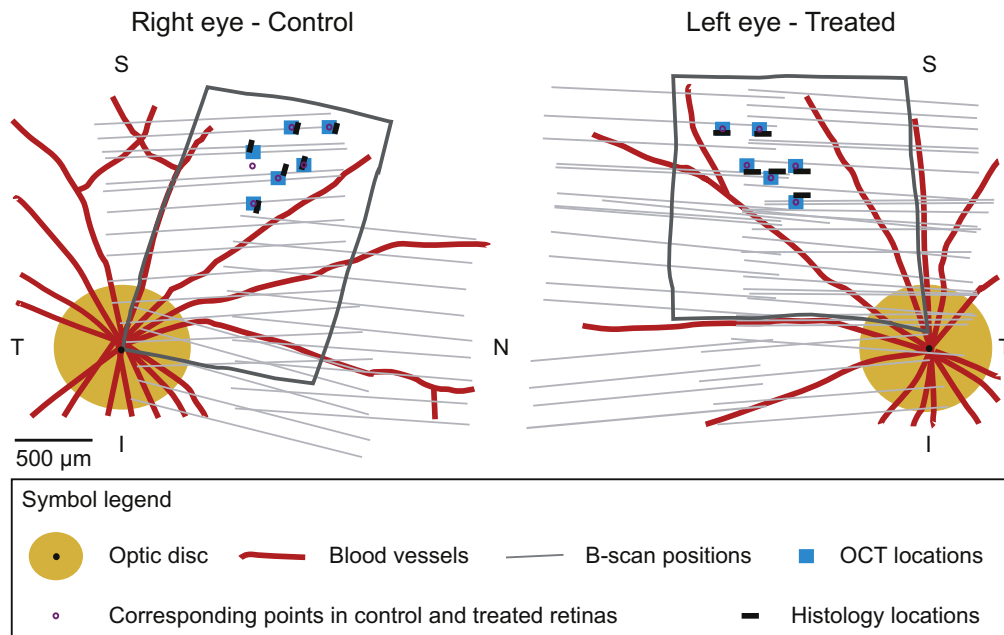 Right eye - Control
Left eye - Treated
S
S
T
N
T
I
I
500 µm
Symbol legend
Optic disc
Blood vessels
B-scan positions
OCT locations
Corresponding points in control and treated retinas
Histology locations